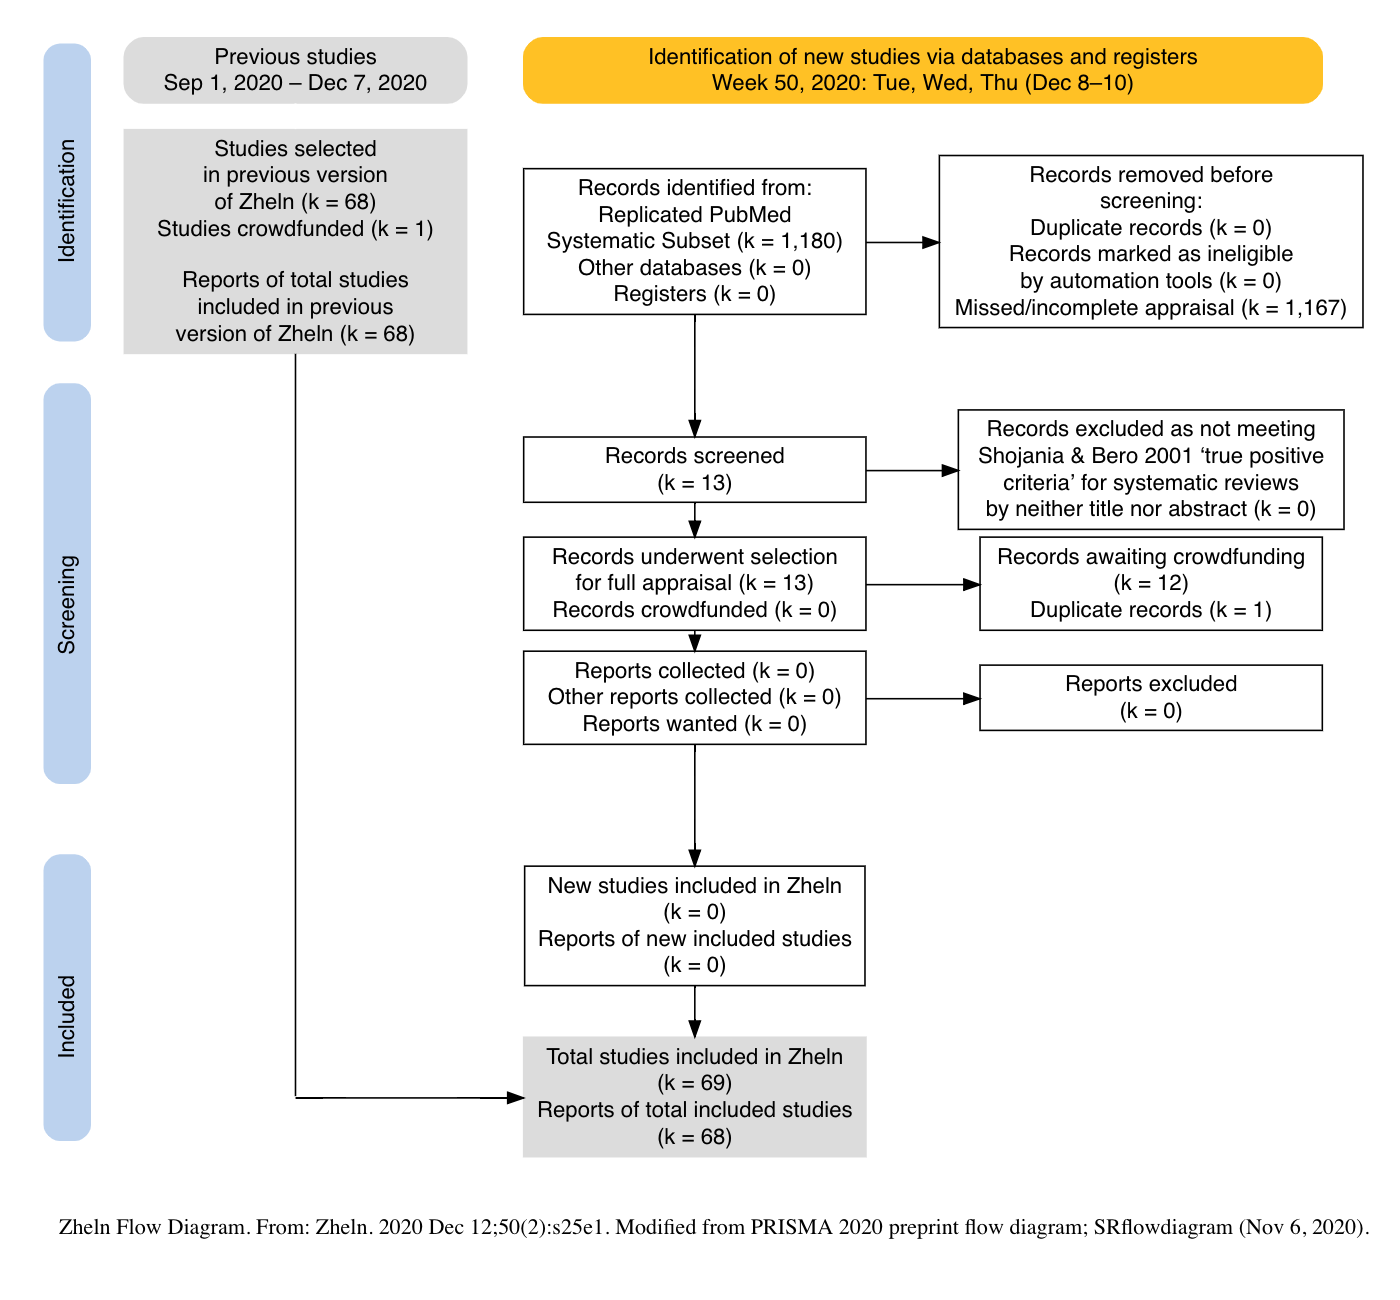 Previous studies
Sep 1, 2020 – Dec 7, 2020
Identification of new studies via databases and registers
Week 50, 2020: Tue, Wed, Thu (Dec 8–10)
Identification
Studies selected
in previous version
of Zheln (k = 68)
Studies crowdfunded (k = 1)
Reports of total studies
included in previous
version of Zheln (k = 68)
Records identified from:
Replicated PubMed
Systematic Subset (k = 1,180)
Other databases (k = 0)
Registers (k = 0)
Records removed before
screening:
Duplicate records (k = 0)
Records marked as ineligible
by automation tools (k = 0)
Missed/incomplete appraisal (k = 1,167)
Screening
Records screened
(k = 13)
Records excluded as not meeting
Shojania & Bero 2001 ‘true positive
criteria’ for systematic reviews
by neither title nor abstract (k = 0)
Records underwent selection
for full appraisal (k = 13)
Records crowdfunded (k = 0)
Records awaiting crowdfunding
(k = 12)
Duplicate records (k = 1)
Reports collected (k = 0)
Other reports collected (k = 0)
Reports wanted (k = 0)
Reports excluded
(k = 0)
Included
New studies included in Zheln
(k = 0)
Reports of new included studies
(k = 0)
Total studies included in Zheln
(k = 69)
Reports of total included studies
(k = 68)
Zheln Flow Diagram. From: Zheln. 2020 Dec 12;50(2):s25e1. Modified from PRISMA 2020 preprint flow diagram; SRflowdiagram (Nov 6, 2020).